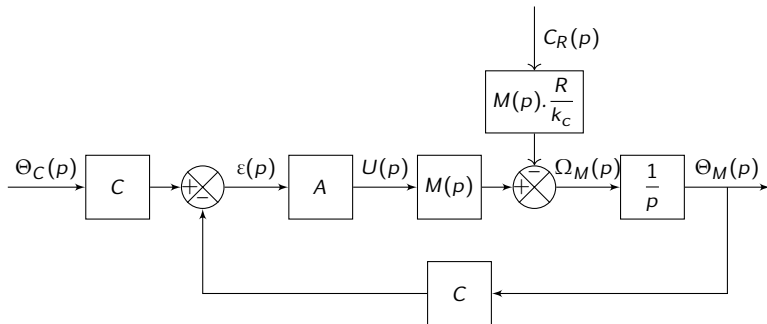 C_R(p)
M(p).R/k_c
Θ_C(p)
C
+
−
ε(p)
A
U(p)
M(p)
+
−
Ω_M(p)
1/p
Θ_M(p)
C